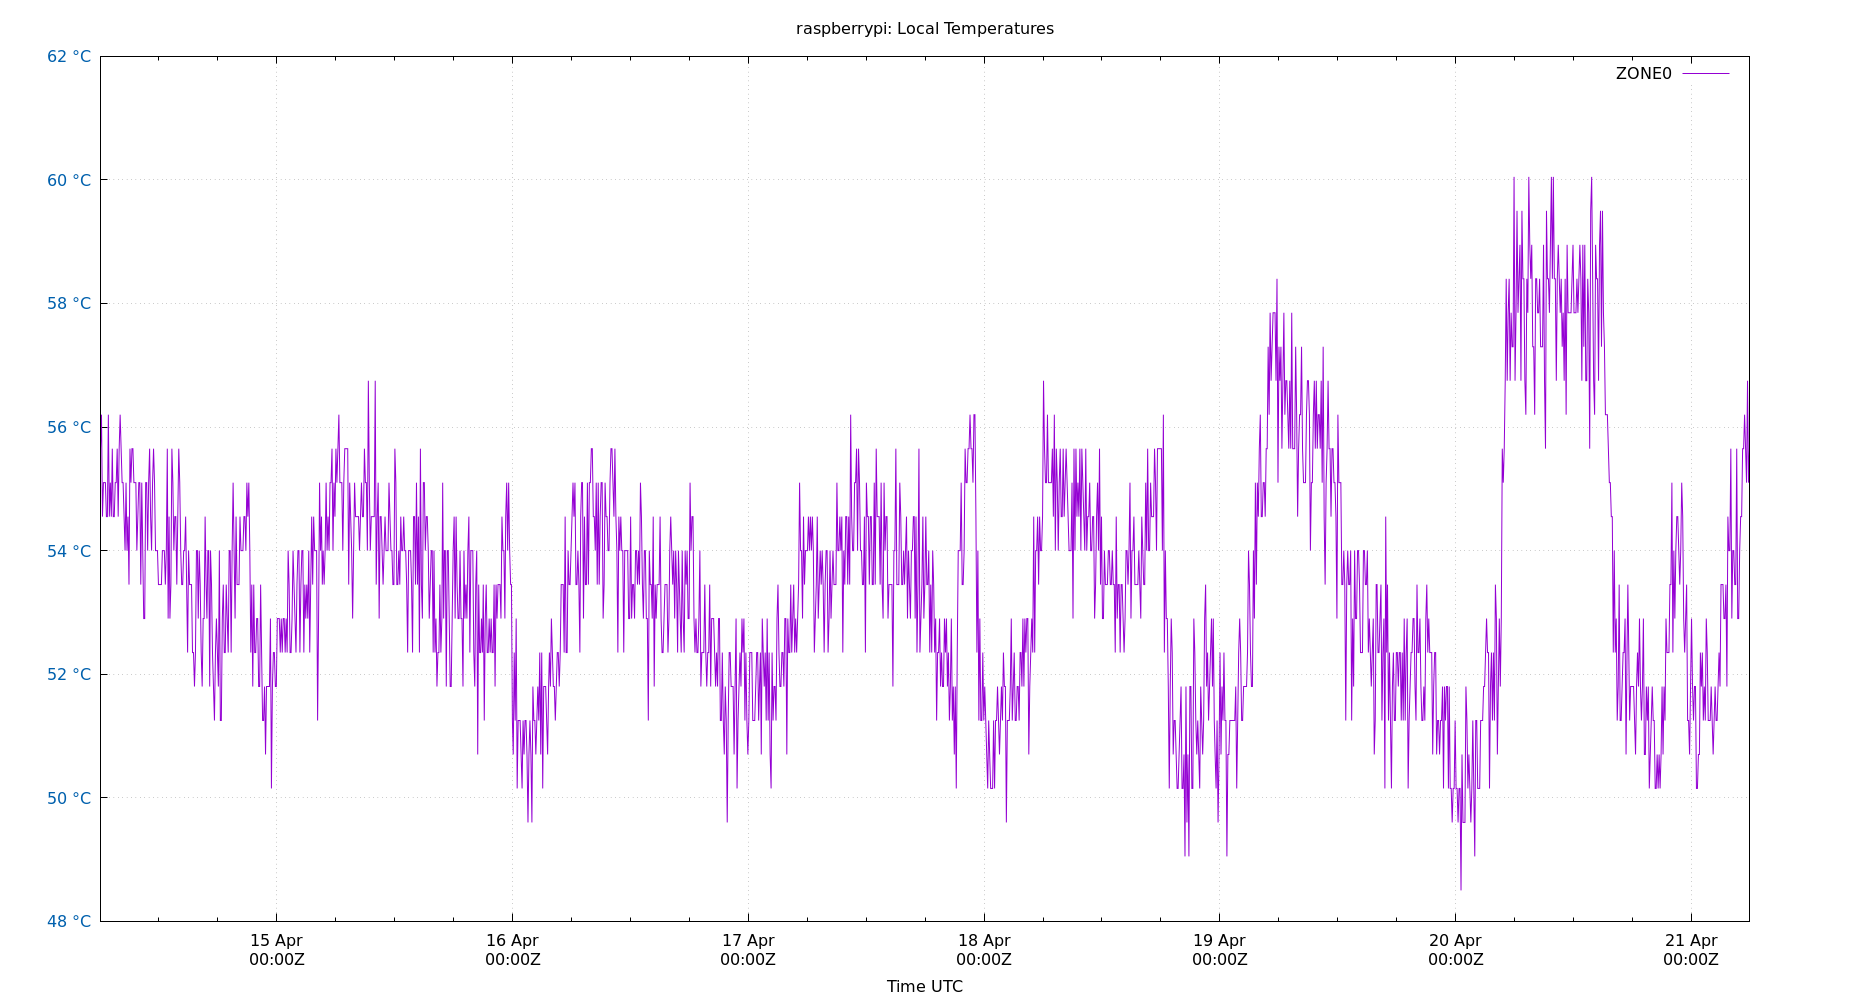 raspberrypi: Local Temperatures
62 °C
ZONE0
60 °C
58 °C
56 °C
54 °C
52 °C
50 °C
48 °C
15 Apr 16 Apr 17 Apr 18 Apr 19 Apr 20 Apr 21 Apr
00:00Z 00:00Z 00:00Z 00:00Z 00:00Z 00:00Z 00:00Z
Time UTC